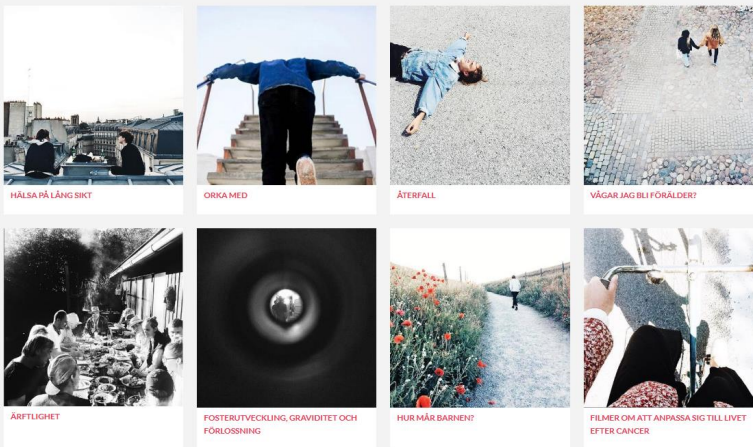 HÄLSA PÅ LÅNG SIKT
ORKA MED
ÅTERFALL
VÅGAR JAG BLI FÖRÄLDER?
ÄRFTLIGHET
FOSTERUTVECKLING, GRAVIDITET OCH
FÖRLOSSNING
HUR MÅR BARNEN?
FILMER OM ATT ANPASSA SIG TILL LIVET
EFTER CANCER